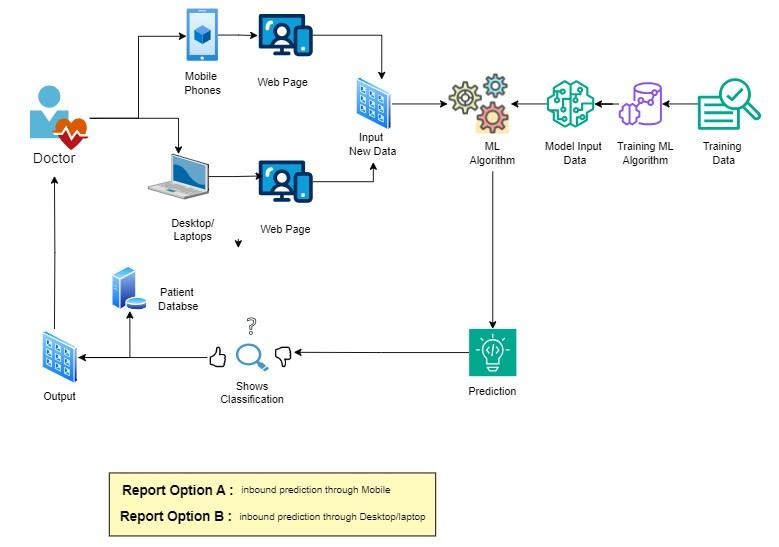 Mobile
Phones
Web Page
Doctor
Input
New Data
ML
Algorithm
Model Input
Data
Training ML
Algorithm
Training
Data
Desktop/
Laptops
Web Page
Patient
Databse
?
Output
Shows
Classification
</>
Prediction
Report Option A : inbound prediction through Mobile
Report Option B : inbound prediction through Desktop/laptop